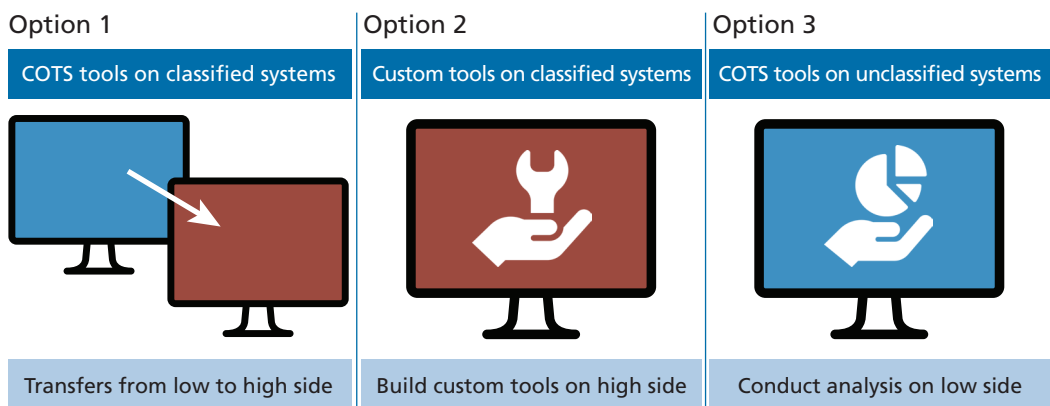 Option 1
COTS tools on classified systems
Transfers from low to high side
Option 2
Custom tools on classified systems
Build custom tools on high side
Option 3
COTS tools on unclassified systems
Conduct analysis on low side